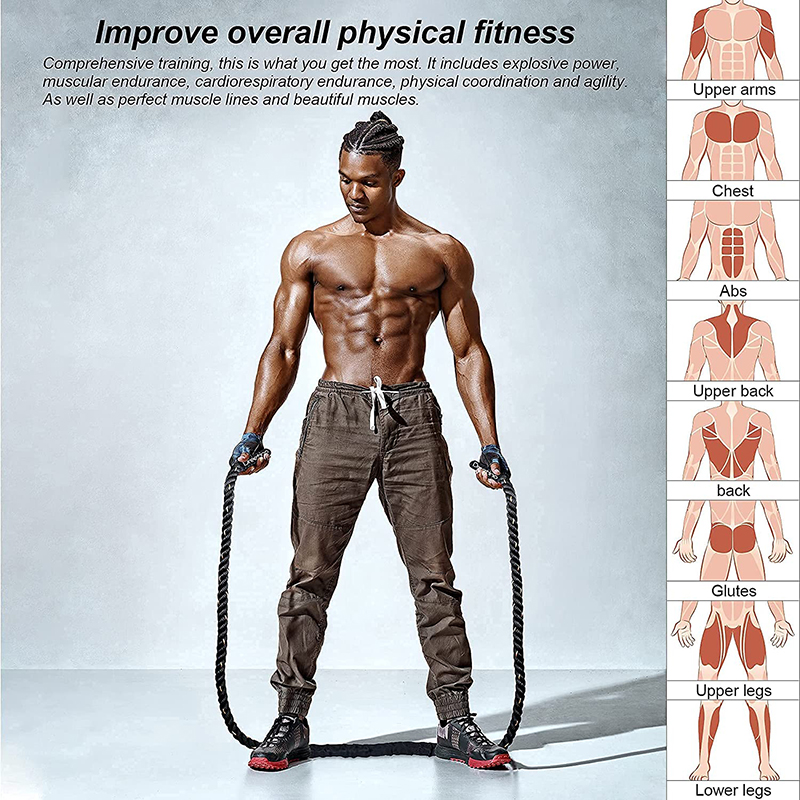 Improve overall physical fitness
Comprehensive training, this is what you get the most. It includes explosive power,
muscular endurance, cardiorespiratory endurance, physical coordination and agility.
As well as perfect muscle lines and beautiful muscles.
Upper arms
Chest
Abs
Upper back
back
Glutes
Upper legs
Lower legs